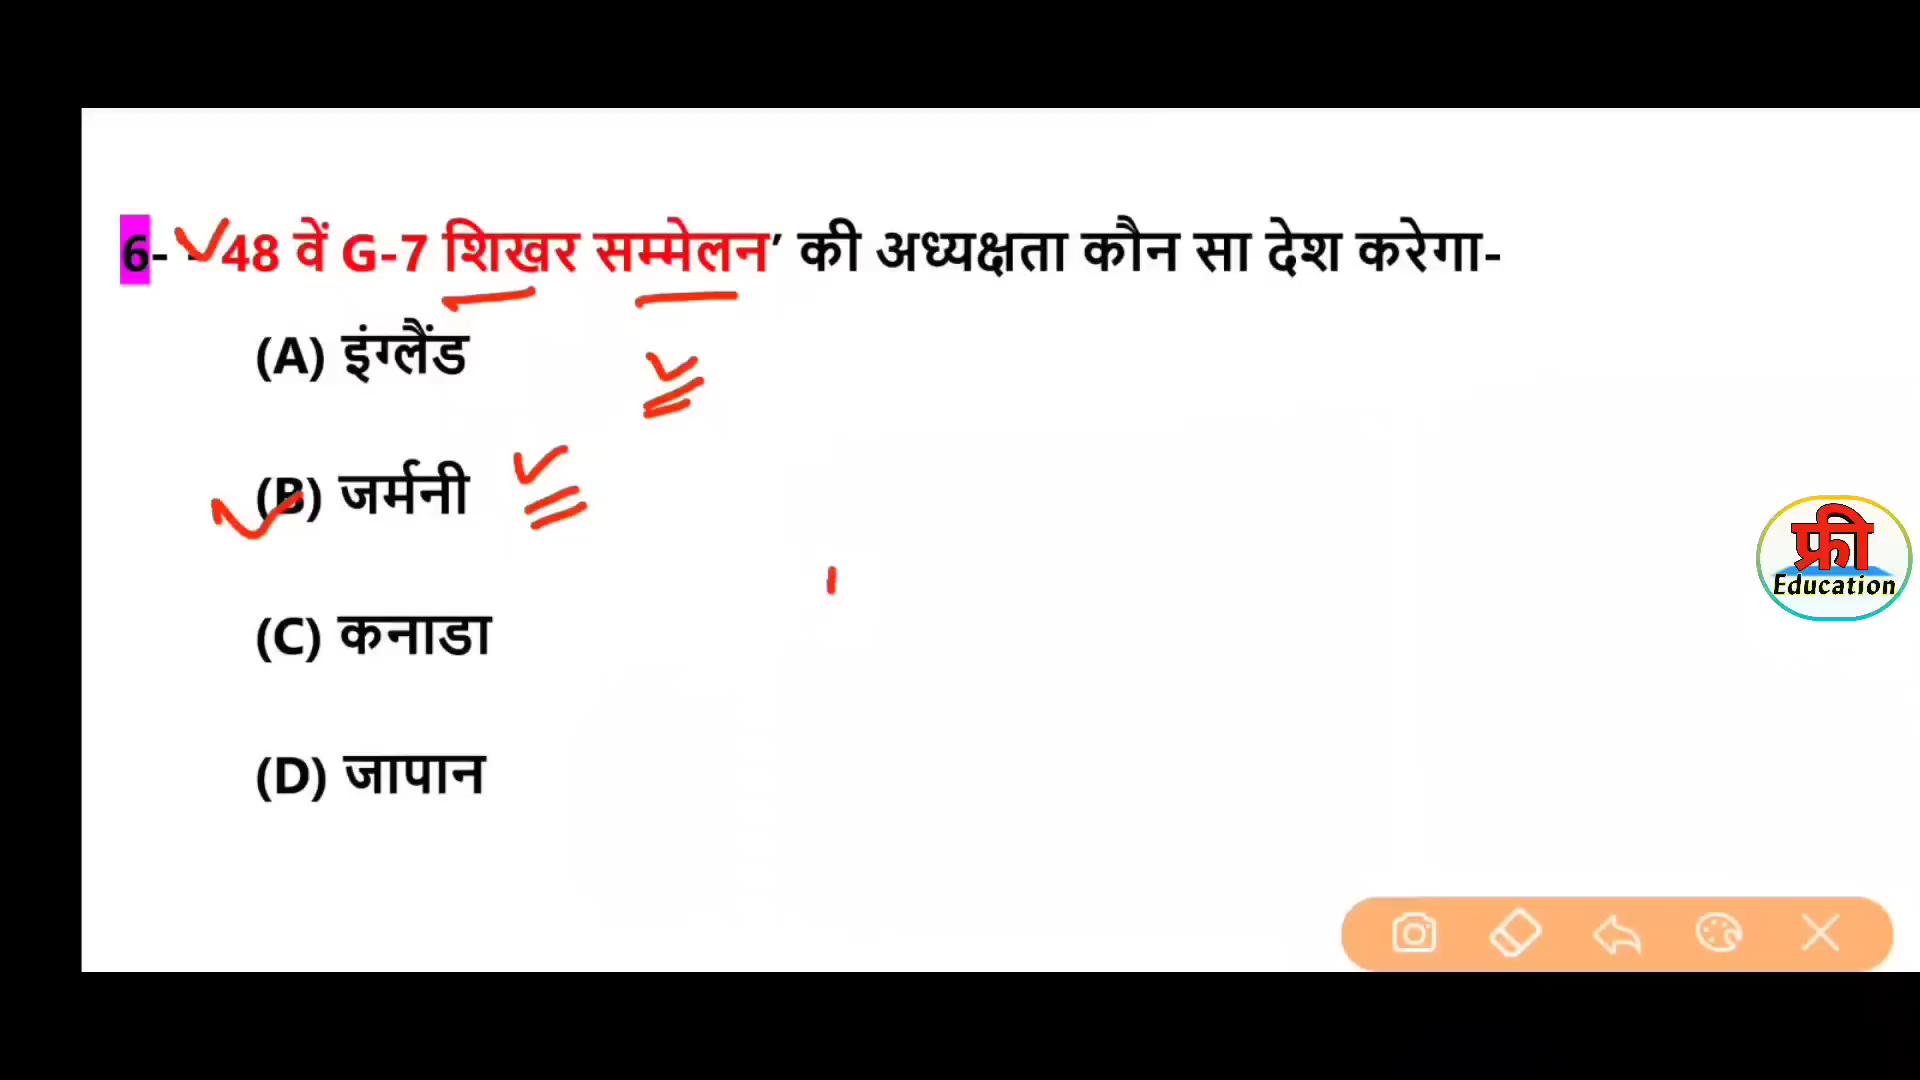 6- - 48 वें G-7 शिखर सम्मेलन’ की अध्यक्षता कौन सा देश करेगा-
(A) इंग्लैंड
(B) जर्मनी
(C) कनाडा
(D) जापान
फ्री
Education